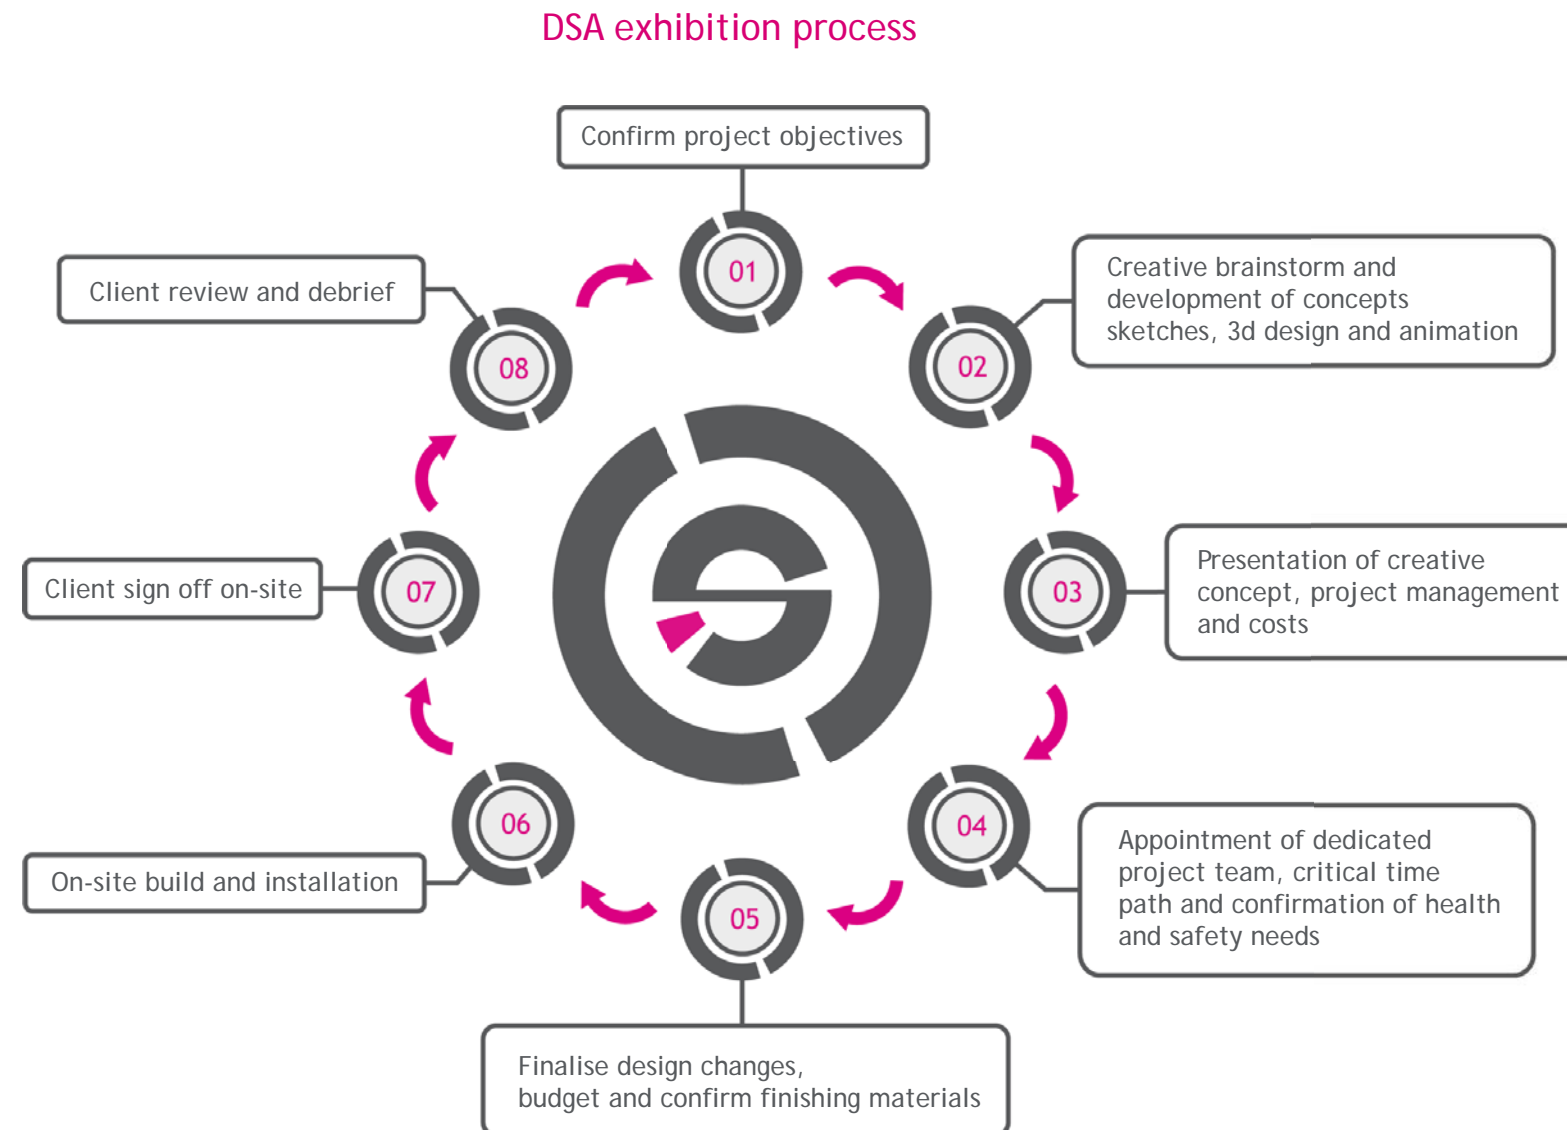 DSA exhibition process
Confirm project objectives
01
Creative brainstorm and
development of concepts
sketches, 3d design and animation
02
Presentation of creative
concept, project management
and costs
03
Appointment of dedicated
project team, critical time
path and confirmation of health
and safety needs
04
Finalise design changes,
budget and confirm finishing materials
05
On-site build and installation
06
Client sign off on-site
07
Client review and debrief
08